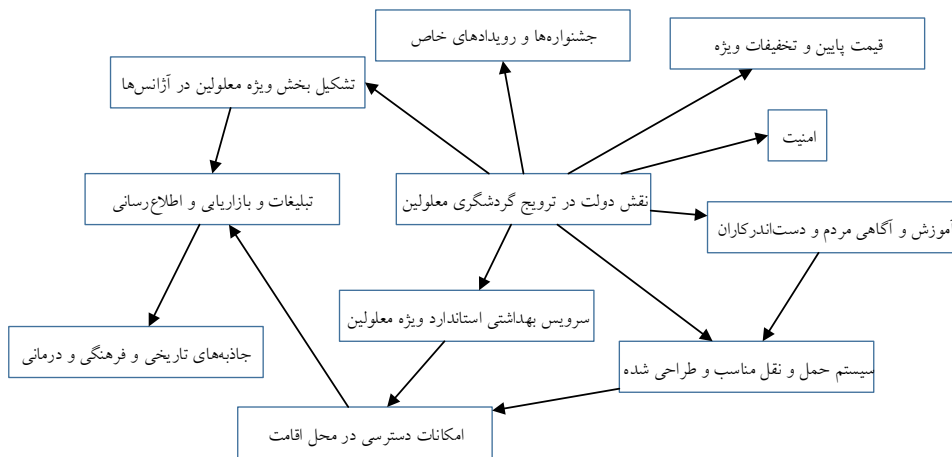 جشنواره‌ها و رویدادهای خاص
قیمت پایین و تخفیفات ویژه
تشکیل بخش ویژه معلولین در آژانس‌ها
امنیت
نقش دولت در ترویج گردشگری معلولین
تبلیغات و بازاریابی و اطلاع‌رسانی
آموزش و آگاهی مردم و دست‌اندرکاران
سرویس بهداشتی استاندارد ویژه معلولین
جاذبه‌های تاریخی و فرهنگی و درمانی
سیستم حمل و نقل مناسب و طراحی شده
امکانات دسترسی در محل اقامت